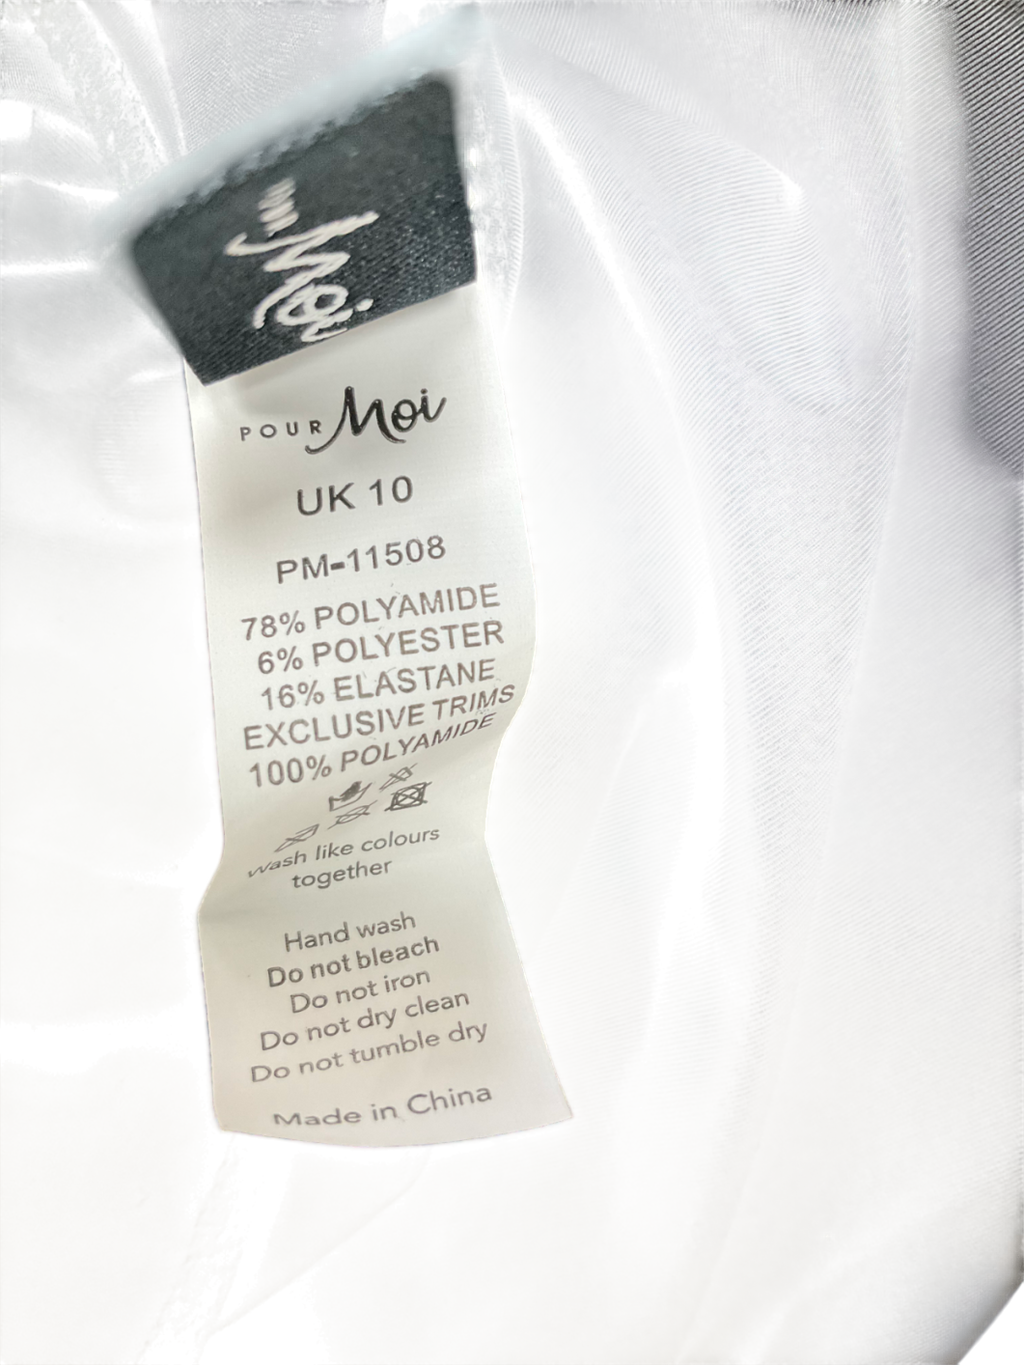 POUR Moi
POUR Moi
UK 10
PM-11508
78% POLYAMIDE
6% POLYESTER
16% ELASTANE
EXCLUSIVE TRIMS
100% POLYAMIDE
Wash like colours
together
Hand wash
Do not bleach
Do not iron
Do not dry clean
Do not tumble dry
Made in China